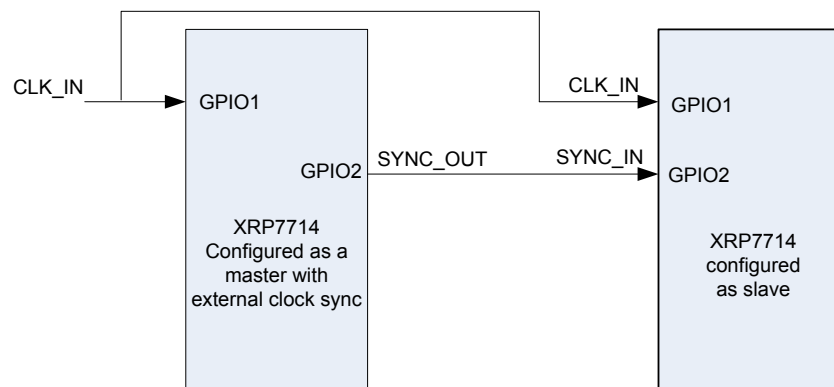 CLK_IN
GPIO1
GPIO2
SYNC_OUT
XRP7714
Configured as a
master with
external clock sync
CLK_IN
SYNC_IN
GPIO1
GPIO2
XRP7714
configured
as slave